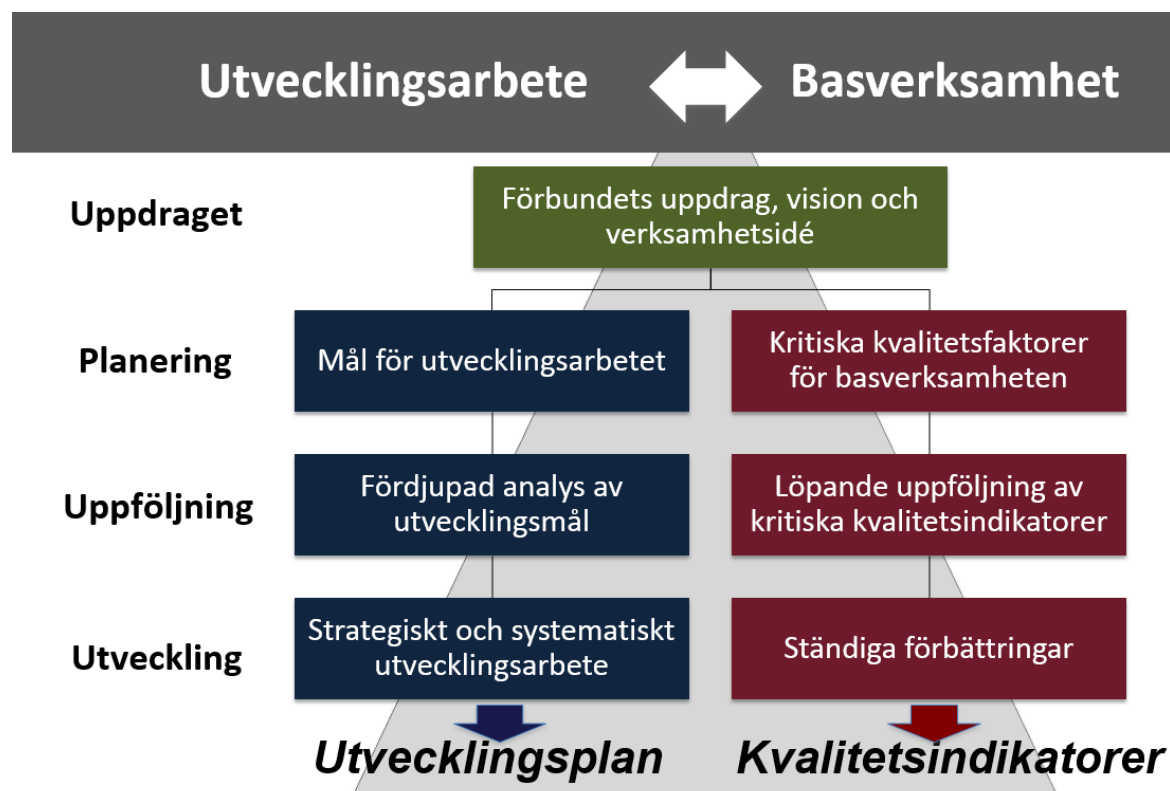 Utvecklingsarbete
Basverksamhet
Uppdraget
Förbundets uppdrag, vision och
verksamhetsidé
Planering
Mål för utvecklingsarbetet
Kritiska kvalitetsfaktorer
för basverksamheten
Uppföljning
Fördjupad analys av
utvecklingsmål
Löpande uppföljning av
kritiska kvalitetsindikatorer
Utveckling
Strategiskt och systematiskt
utvecklingsarbete
Ständiga förbättringar
Utvecklingsplan
Kvalitetsindikatorer